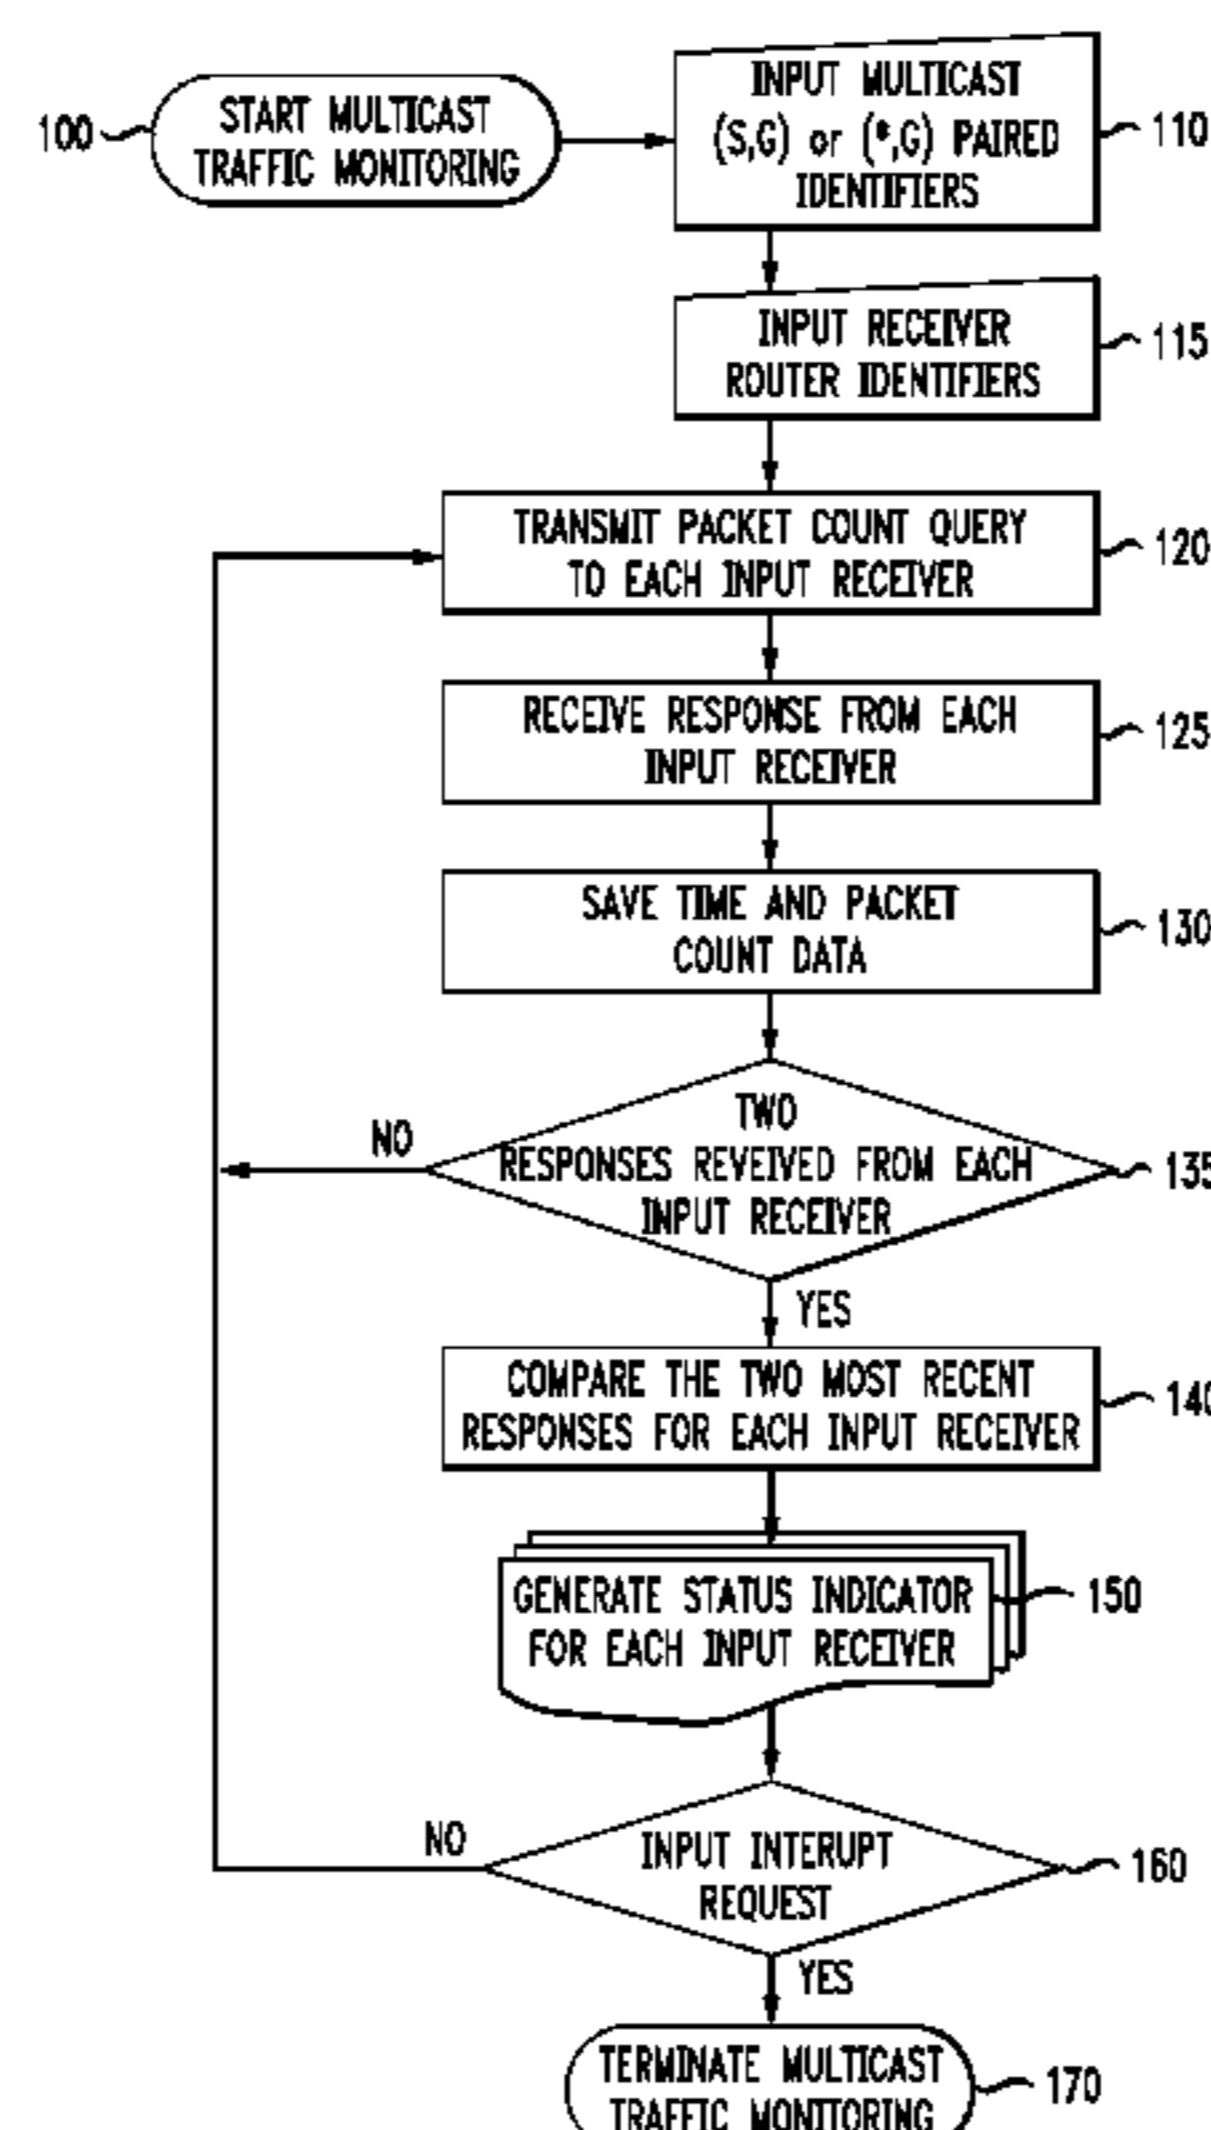 100
START MULTICAST
TRAFFIC MONITORING
INPUT MULTICAST
(S,G) or (*,G) PAIRED
IDENTIFIERS
110
INPUT RECEIVER
ROUTER IDENTIFIERS
115
TRANSMIT PACKET COUNT QUERY
TO EACH INPUT RECEIVER
120
RECEIVE RESPONSE FROM EACH
INPUT RECEIVER
125
SAVE TIME AND PACKET
COUNT DATA
130
TWO
RESPONSES REVEIVED FROM EACH
INPUT RECEIVER
135
NO
YES
COMPARE THE TWO MOST RECENT
RESPONSES FOR EACH INPUT RECEIVER
140
GENERATE STATUS INDICATOR
FOR EACH INPUT RECEIVER
150
NO
INPUT INTERUPT
REQUEST
160
YES
TERMINATE MULTICAST
TRAFFIC MONITORING
170